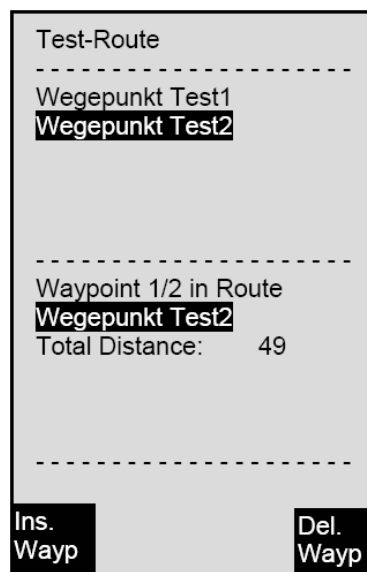 Test-Route
- - - - - - - - - - - - - - - - - - - - - -
Wegepunkt Test1
Wegepunkt Test2
- - - - - - - - - - - - - - - - - - - - - -
Waypoint 1/2 in Route
Wegepunkt Test2
Total Distance: 49
- - - - - - - - - - - - - - - - - - - - - -
Ins. Del.
Wayp Wayp